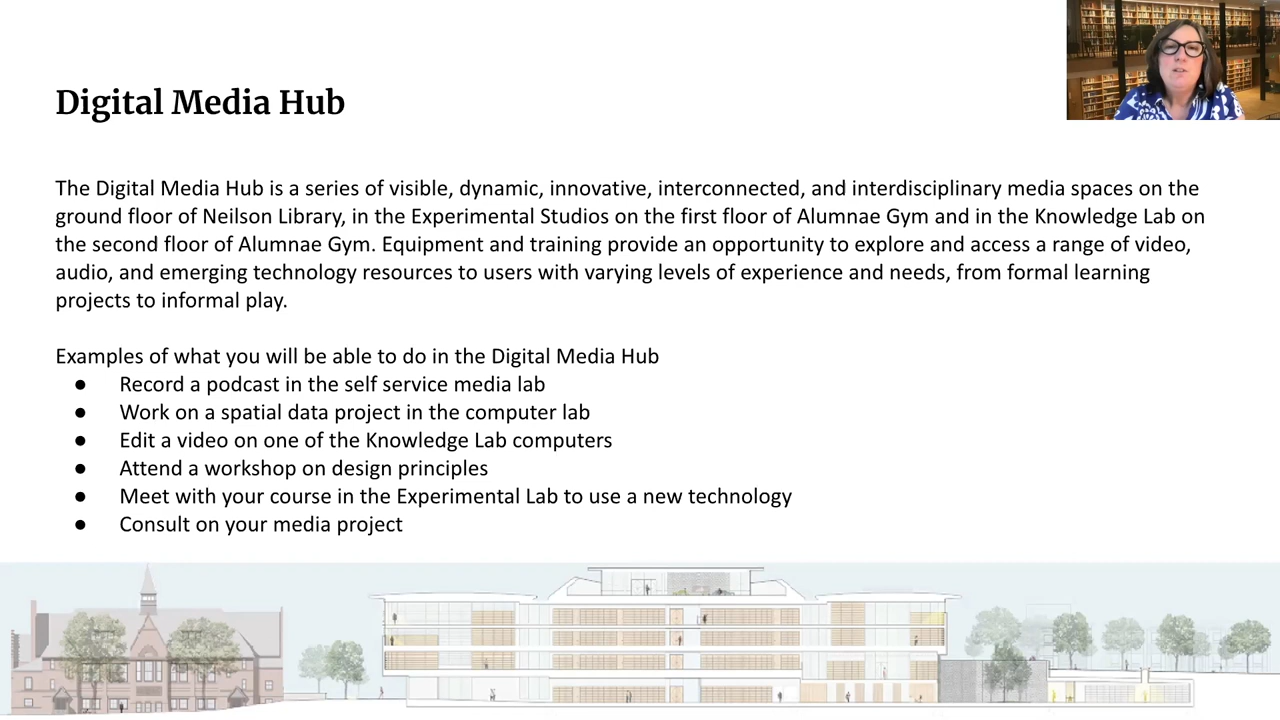 Digital Media Hub
The Digital Media Hub is a series of visible, dynamic, innovative, interconnected, and interdisciplinary media spaces on the
ground floor of Neilson Library, in the Experimental Studios on the first floor of Alumnae Gym and in the Knowledge Lab on
the second floor of Alumnae Gym. Equipment and training provide an opportunity to explore and access a range of video,
audio, and emerging technology resources to users with varying levels of experience and needs, from formal learning
projects to informal play.
Examples of what you will be able to do in the Digital Media Hub
● Record a podcast in the self service media lab
● Work on a spatial data project in the computer lab
● Edit a video on one of the Knowledge Lab computers
● Attend a workshop on design principles
● Meet with your course in the Experimental Lab to use a new technology
● Consult on your media project